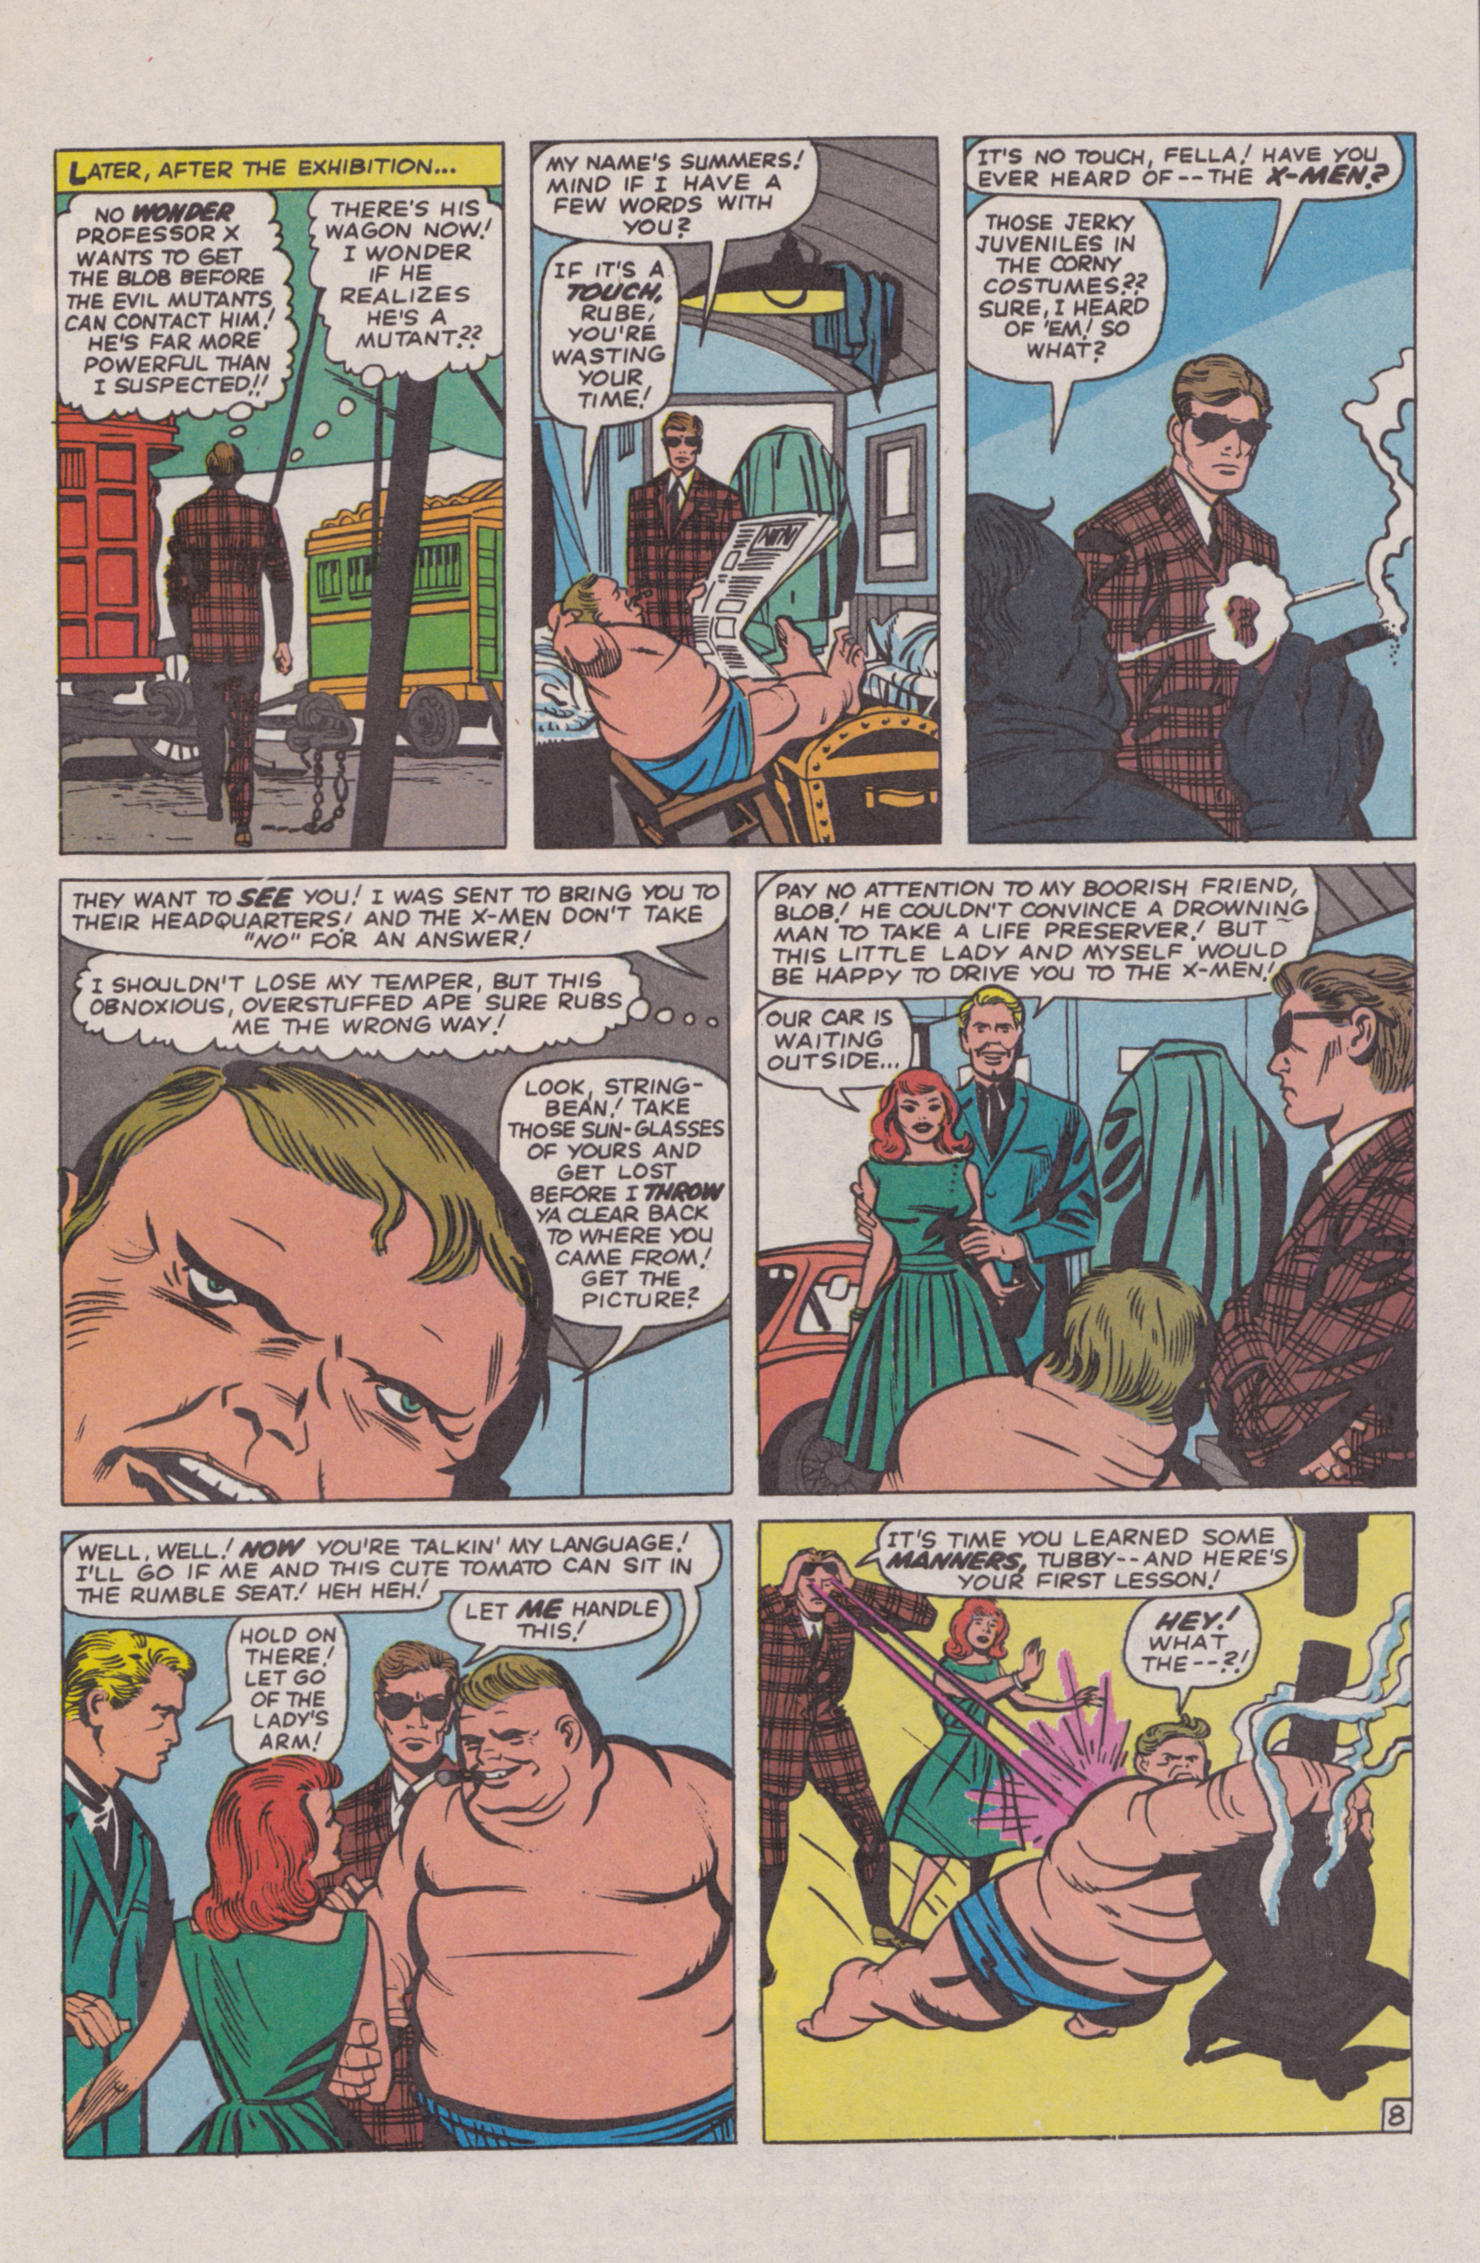 LATER, AFTER THE EXHIBITION...
NO WONDER
PROFESSOR X
WANTS TO GET
THE BLOB BEFORE
THE EVIL MUTANTS
CAN CONTACT HIM!
HE'S FAR MORE
POWERFUL THAN
I SUSPECTED!!
THERE'S HIS
WAGON NOW!
I WONDER
IF HE
REALIZES
HE'S A
MUTANT??
MY NAME'S SUMMERS!
MIND IF I HAVE A
FEW WORDS WITH
YOU?
IF IT'S A
TOUCH,
RUBE,
YOU'RE
WASTING
YOUR
TIME!
IT'S NO TOUCH, FELLA! HAVE YOU
EVER HEARD OF -- THE X-MEN?
THOSE JERKY
JUVENILES IN
THE CORNY
COSTUMES??
SURE, I HEARD
OF 'EM! SO
WHAT?
THEY WANT TO SEE YOU! I WAS SENT TO BRING YOU TO
THEIR HEADQUARTERS! AND THE X-MEN DON'T TAKE
"NO" FOR AN ANSWER!
I SHOULDN'T LOSE MY TEMPER, BUT THIS
OBNOXIOUS, OVERSTUFFED APE SURE RUBS
ME THE WRONG WAY!
LOOK, STRING-
BEAN! TAKE
THOSE SUN-GLASSES
OF YOURS AND
GET LOST
BEFORE I THROW
YA CLEAR BACK
TO WHERE YOU
CAME FROM!
GET THE
PICTURE?
PAY NO ATTENTION TO MY BOORISH FRIEND,
BLOB! HE COULDN'T CONVINCE A DROWNING
MAN TO TAKE A LIFE PRESERVER! BUT ~
THIS LITTLE LADY AND MYSELF WOULD
BE HAPPY TO DRIVE YOU TO THE X-MEN!
OUR CAR IS
WAITING
OUTSIDE...
WELL, WELL! NOW YOU'RE TALKIN' MY LANGUAGE!
I'LL GO IF ME AND THIS CUTE TOMATO CAN SIT IN
THE RUMBLE SEAT! HEH HEH!
LET ME HANDLE
THIS!
HOLD ON
THERE!
LET GO
OF THE
LADY'S
ARM!
IT'S TIME YOU LEARNED SOME
MANNERS, TUBBY-- AND HERE'S
YOUR FIRST LESSON!
HEY!
WHAT
THE--?!
8